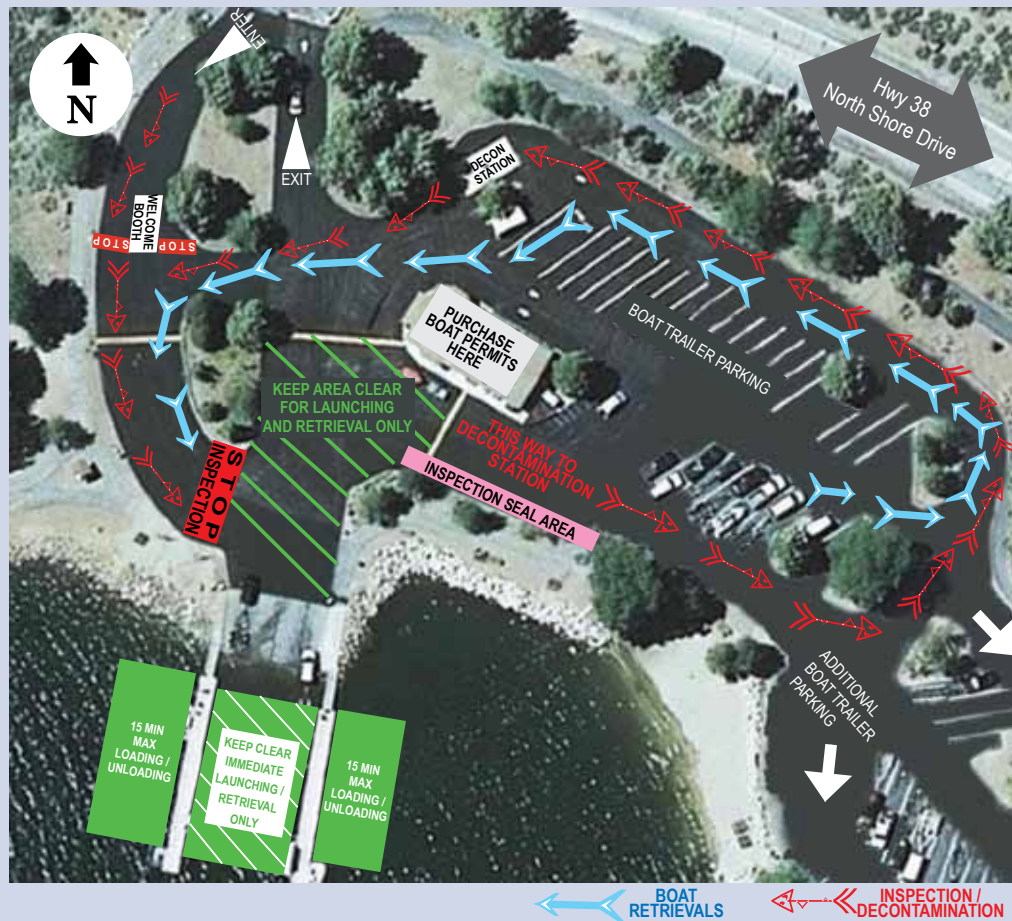 ENTER
N
Hwy 38
North Shore Drive
EXIT
DECON
STATION
WELCOME
BOOTH
STOP
STOP
PURCHASE
BOAT PERMITS
HERE
BOAT TRAILER PARKING
KEEP AREA CLEAR
FOR LAUNCHING
AND RETRIEVAL ONLY
THIS WAY TO
DECONTAMINATION
STATION
INSPECTION SEAL AREA
STOP
INSPECTION
ADDITIONAL
BOAT TRAILER
PARKING
15 MIN
MAX
LOADING /
UNLOADING
KEEP CLEAR
IMMEDIATE
LAUNCHING /
RETRIEVAL
ONLY
15 MIN
MAX
LOADING /
UNLOADING
BOAT
RETRIEVALS
INSPECTION /
DECONTAMINATION